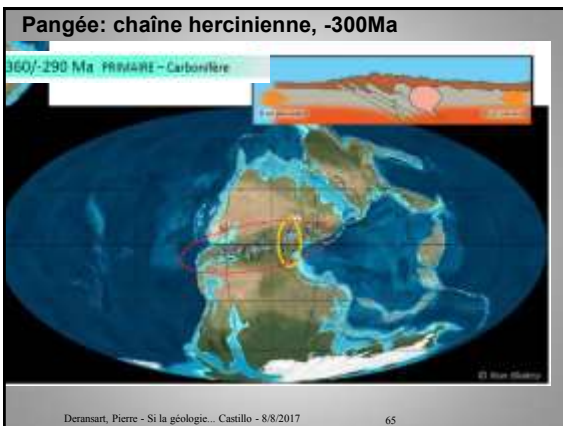 Pangée: chaîne hercinienne, -300Ma
360/-290 Ma PRIMAIRE – Carbonifère
Deransart, Pierre - Si la géologie... Castillo - 8/8/2017
65